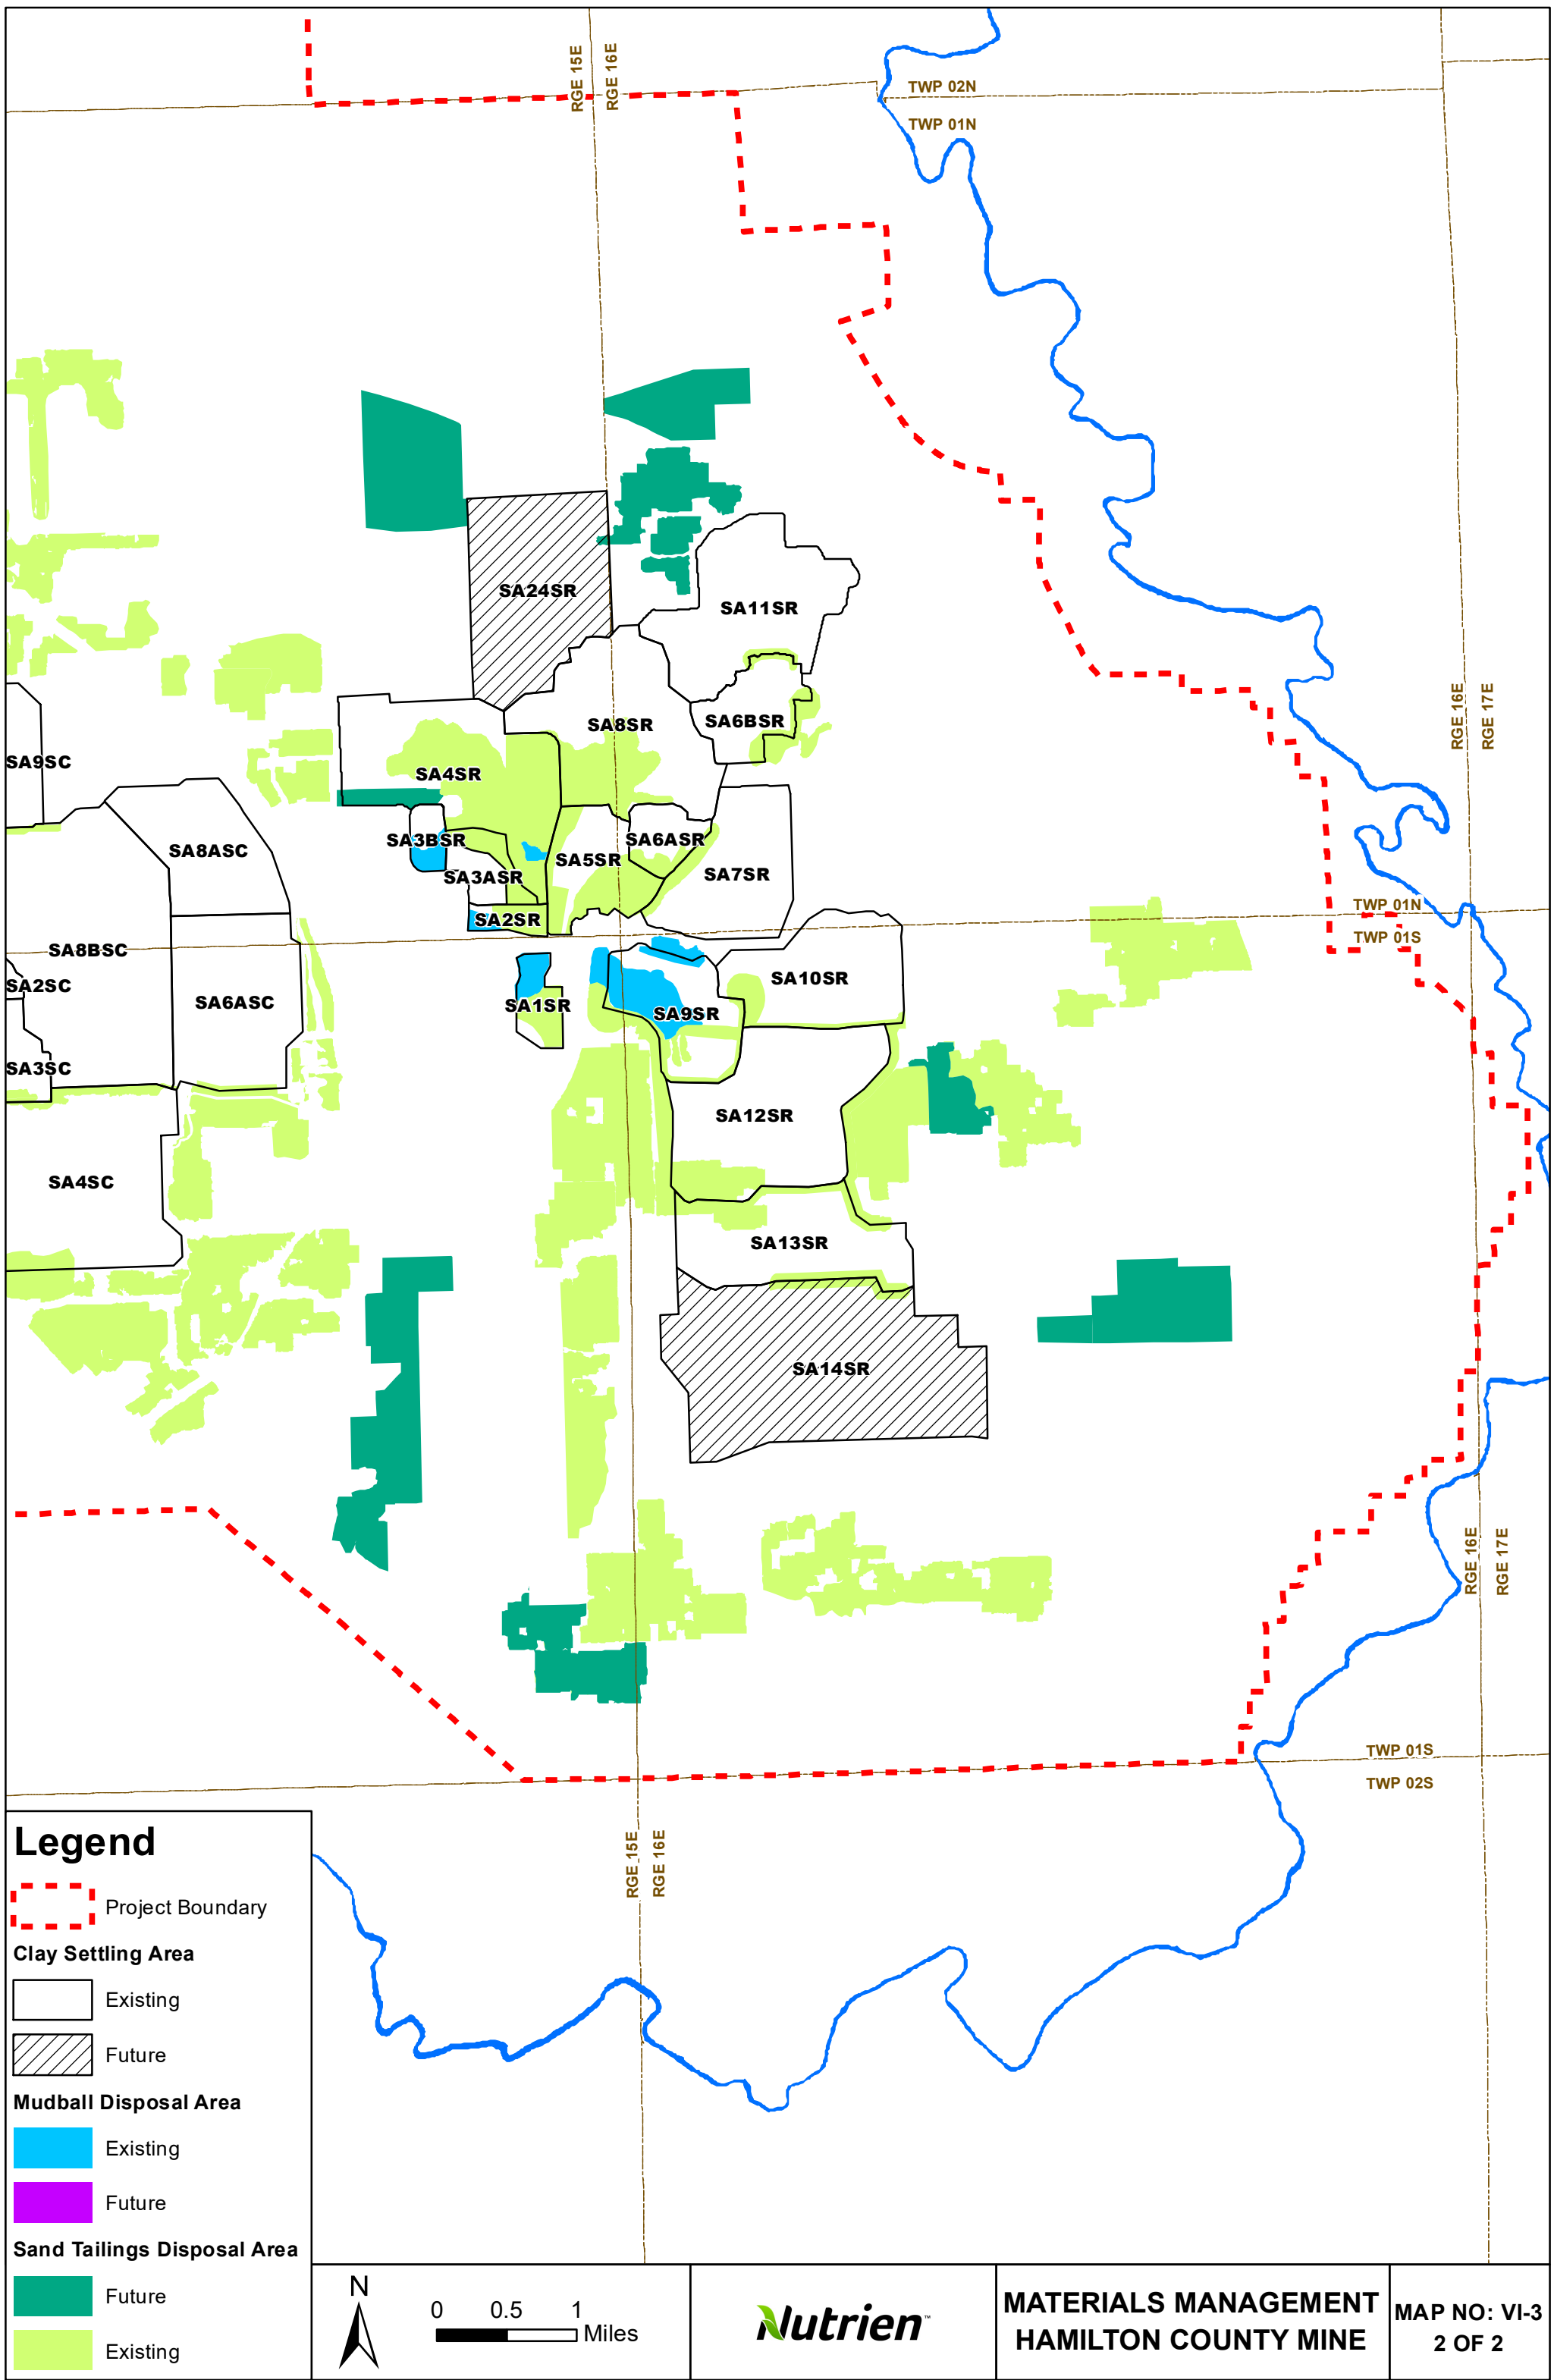 RGE 15E
RGE 16E
TWP 02N
TWP 01N
SA24SR
SA11SR
SA8SR
SA6BSR
RGE 16E
RGE 17E
SA9SC
SA4SR
SA8ASC
SA3BSR
SA6ASR
SA5SR
SA3ASR
SA7SR
SA2SR
TWP 01N
TWP 01S
SA8BSC
SA2SC
SA6ASC
SA1SR
SA9SR
SA10SR
SA3SC
SA12SR
SA4SC
SA13SR
SA14SR
RGE 16E
RGE 17E
TWP 01S
TWP 02S
RGE 15E
RGE 16E
Legend
Project Boundary
Clay Settling Area
Existing
Future
Mudball Disposal Area
Existing
Future
Sand Tailings Disposal Area
Future
Existing
N
0 0.5 1
Miles
Nutrien™
MATERIALS MANAGEMENT
HAMILTON COUNTY MINE
MAP NO: VI-3
2 OF 2